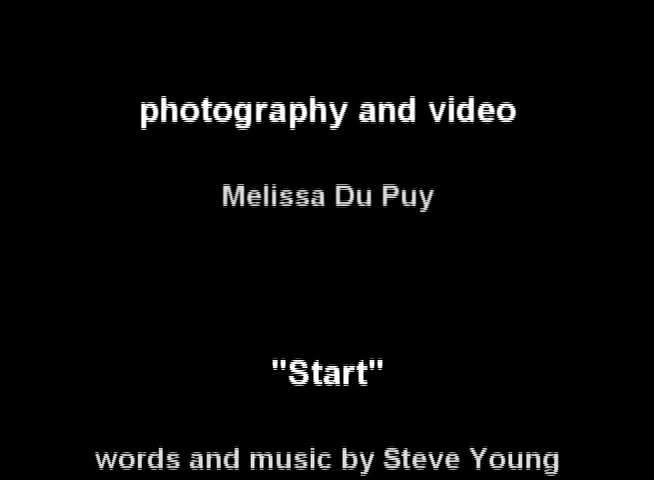 photography and video
Melissa Du Puy
"Start"
words and music by Steve Young